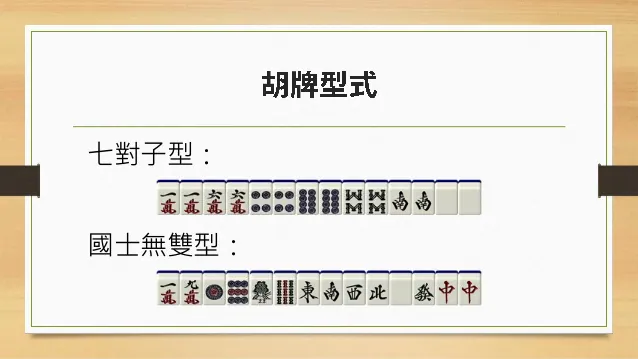 胡牌型式
七對子型：
一萬 一萬 六萬 六萬 南 南
國士無雙型：
一萬 九萬 東 南 西 北 發 中 中